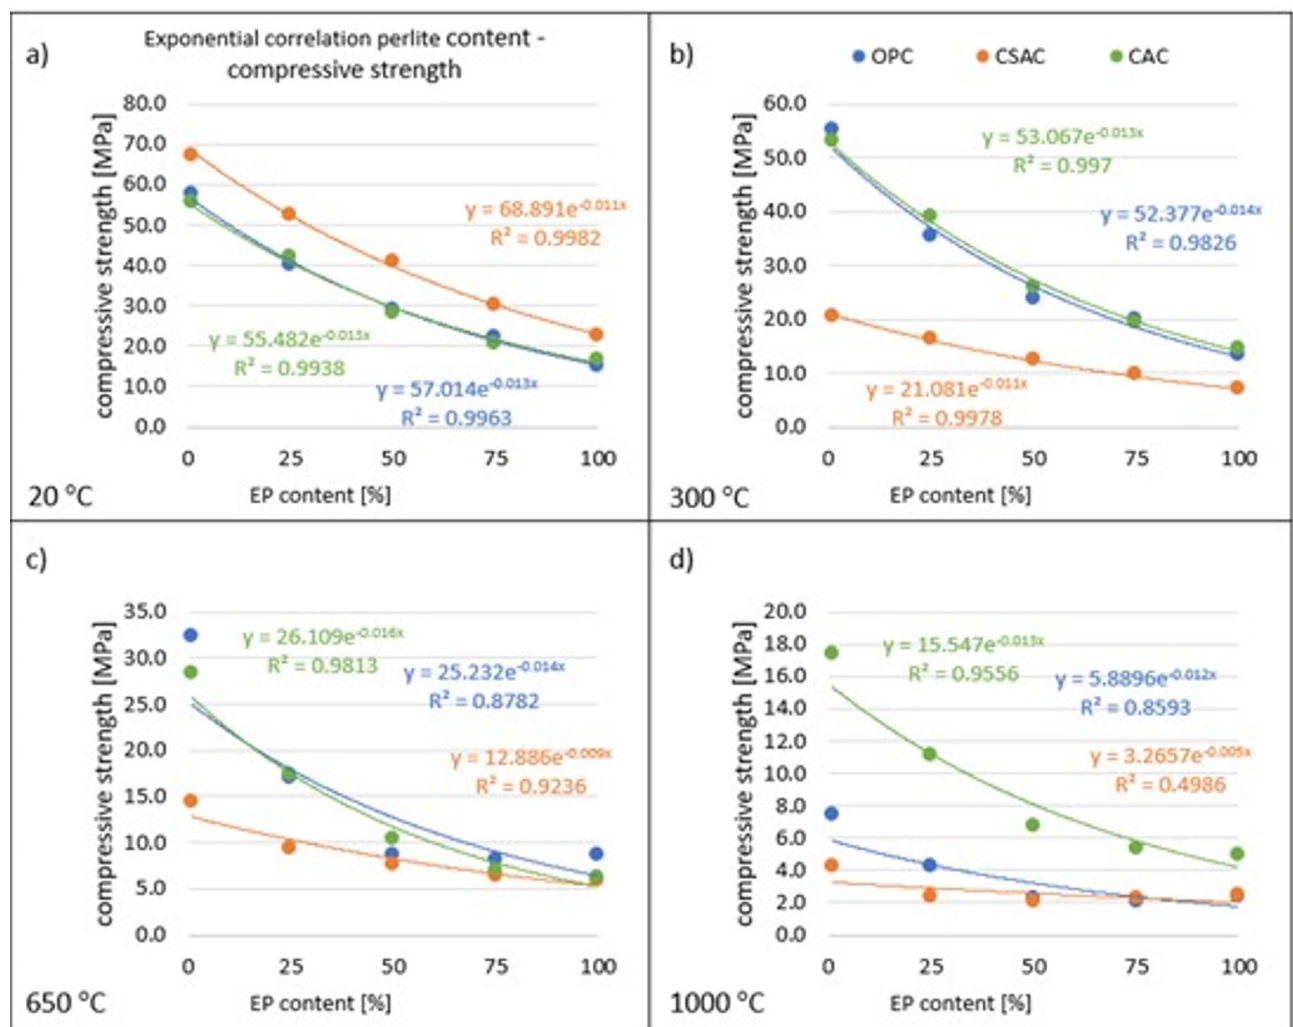 a)
Exponential correlation perlite content -
compressive strength
compressive strength [MPa]
80.0
70.0
60.0
50.0
40.0
30.0
20.0
10.0
0.0
y = 68.891e^-0.011x
R² = 0.9982
y = 55.482e^-0.013x
R² = 0.9938
y = 57.014e^-0.013x
R² = 0.9963
0 25 50 75 100
EP content [%]
20 °C
b)
OPC CSAC CAC
compressive strength [MPa]
60.0
50.0
40.0
30.0
20.0
10.0
0.0
y = 53.067e^-0.013x
R² = 0.997
y = 52.377e^-0.014x
R² = 0.9826
y = 21.081e^-0.011x
R² = 0.9978
0 25 50 75 100
EP content [%]
300 °C
c)
compressive strength [MPa]
35.0
30.0
25.0
20.0
15.0
10.0
5.0
0.0
y = 26.109e^-0.016x
R² = 0.9813
y = 25.232e^-0.014x
R² = 0.8782
y = 12.886e^-0.009x
R² = 0.9236
0 25 50 75 100
EP content [%]
650 °C
d)
compressive strength [MPa]
20.0
18.0
16.0
14.0
12.0
10.0
8.0
6.0
4.0
2.0
0.0
y = 15.547e^-0.013x
R² = 0.9556
y = 5.8896e^-0.012x
R² = 0.8593
y = 3.2657e^-0.005x
R² = 0.4986
0 25 50 75 100
EP content [%]
1000 °C